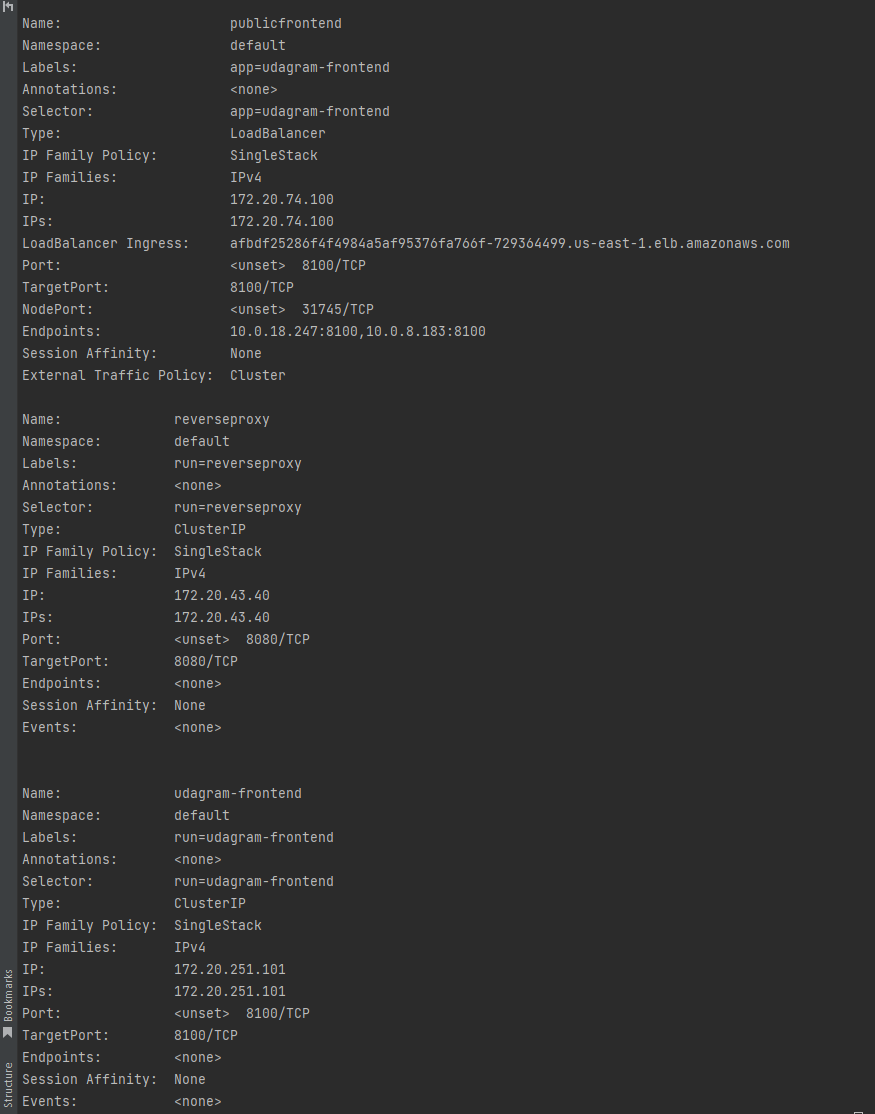 Name:                     publicfrontend
Namespace:                default
Labels:                   app=udagram-frontend
Annotations:              <none>
Selector:                 app=udagram-frontend
Type:                     LoadBalancer
IP Family Policy:         SingleStack
IP Families:              IPv4
IP:                       172.20.74.100
IPs:                      172.20.74.100
LoadBalancer Ingress:     afbdf25286f4f4984a5af95376fa766f-729364499.us-east-1.elb.amazonaws.com
Port:                     <unset>  8100/TCP
TargetPort:               8100/TCP
NodePort:                 <unset>  31745/TCP
Endpoints:                10.0.18.247:8100,10.0.8.183:8100
Session Affinity:         None
External Traffic Policy:  Cluster

Name:              reverseproxy
Namespace:         default
Labels:            run=reverseproxy
Annotations:       <none>
Selector:          run=reverseproxy
Type:              ClusterIP
IP Family Policy:  SingleStack
IP Families:       IPv4
IP:                172.20.43.40
IPs:               172.20.43.40
Port:              <unset>  8080/TCP
TargetPort:        8080/TCP
Endpoints:         <none>
Session Affinity:  None
Events:            <none>

Name:              udagram-frontend
Namespace:         default
Labels:            run=udagram-frontend
Annotations:       <none>
Selector:          run=udagram-frontend
Type:              ClusterIP
IP Family Policy:  SingleStack
IP Families:       IPv4
IP:                172.20.251.101
IPs:               172.20.251.101
Port:              <unset>  8100/TCP
TargetPort:        8100/TCP
Endpoints:         <none>
Session Affinity:  None
Events:            <none>
Bookmarks
Structure